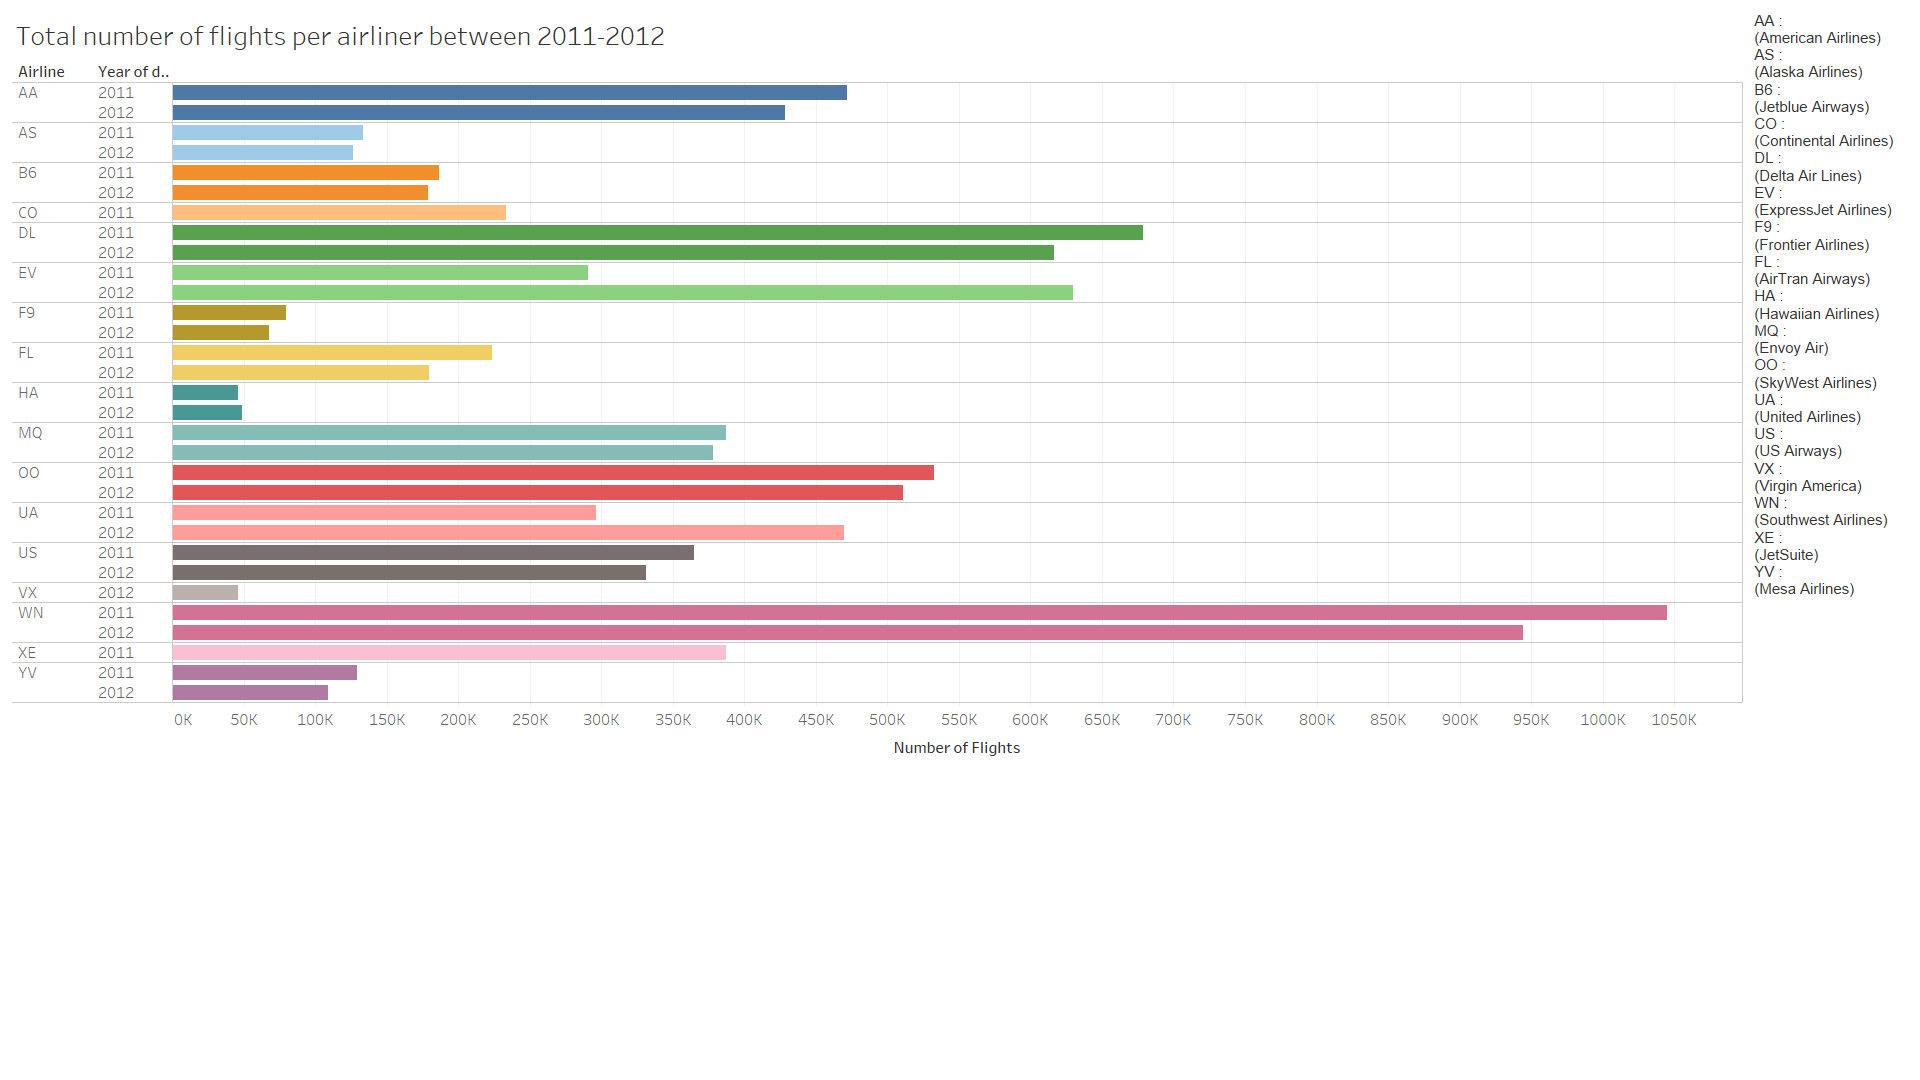 Total number of flights per airliner between 2011-2012
Airline Year of d..
AA 2011
2012
AS 2011
2012
B6 2011
2012
CO 2011
DL 2011
2012
EV 2011
2012
F9 2011
2012
FL 2011
2012
HA 2011
2012
MQ 2011
2012
OO 2011
2012
UA 2011
2012
US 2011
2012
VX 2012
WN 2011
2012
XE 2011
YV 2011
2012
0K 50K 100K 150K 200K 250K 300K 350K 400K 450K 500K 550K 600K 650K 700K 750K 800K 850K 900K 950K 1000K 1050K
Number of Flights
AA :
(American Airlines)
AS :
(Alaska Airlines)
B6 :
(Jetblue Airways)
CO :
(Continental Airlines)
DL :
(Delta Air Lines)
EV :
(ExpressJet Airlines)
F9 :
(Frontier Airlines)
FL :
(AirTran Airways)
HA :
(Hawaiian Airlines)
MQ :
(Envoy Air)
OO :
(SkyWest Airlines)
UA :
(United Airlines)
US :
(US Airways)
VX :
(Virgin America)
WN :
(Southwest Airlines)
XE :
(JetSuite)
YV :
(Mesa Airlines)